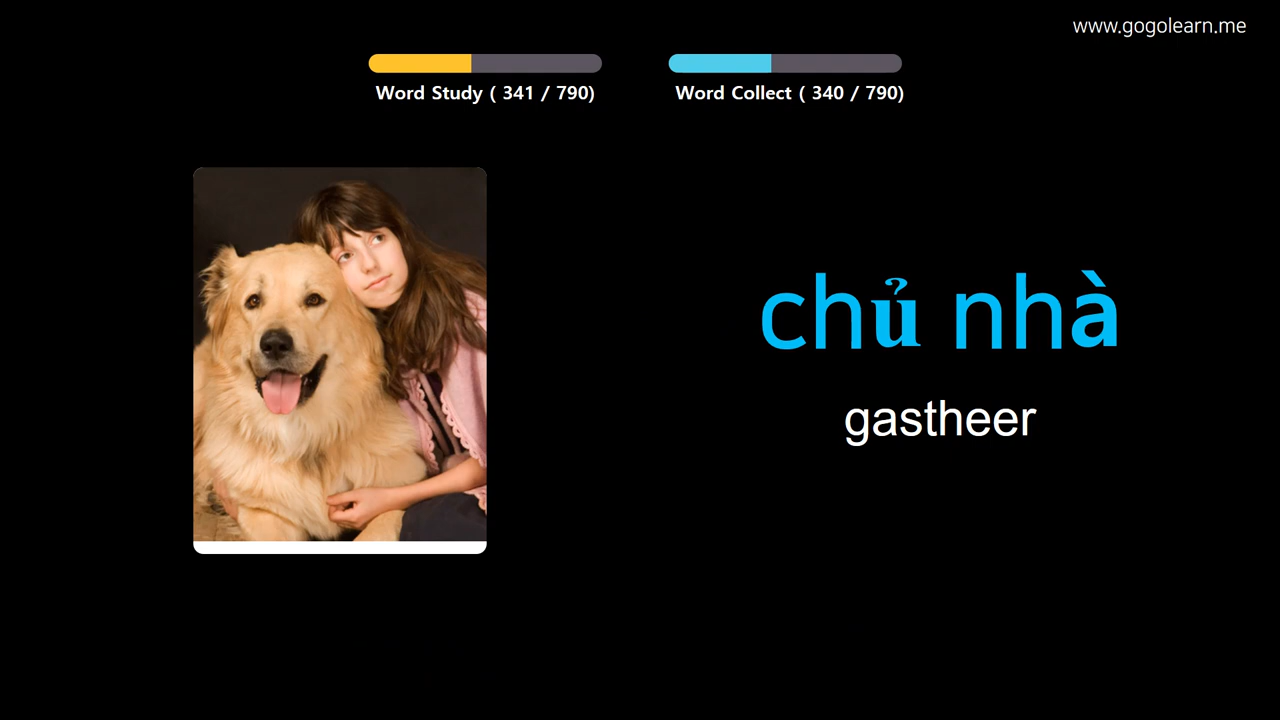 www.gogolearn.me
Word Study ( 341 / 790)
Word Collect ( 340 / 790)
chủ nhà
gastheer